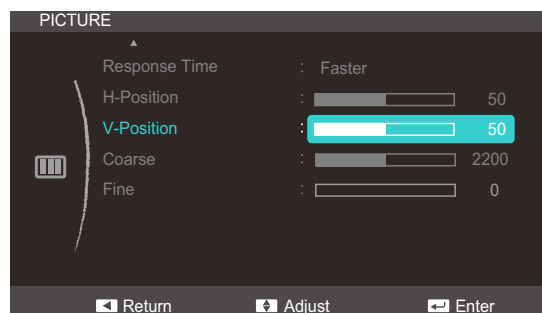 PICTURE
Response Time : Faster
H-Position : 50
V-Position : 50
Coarse : 2200
Fine : 0
Return Adjust Enter